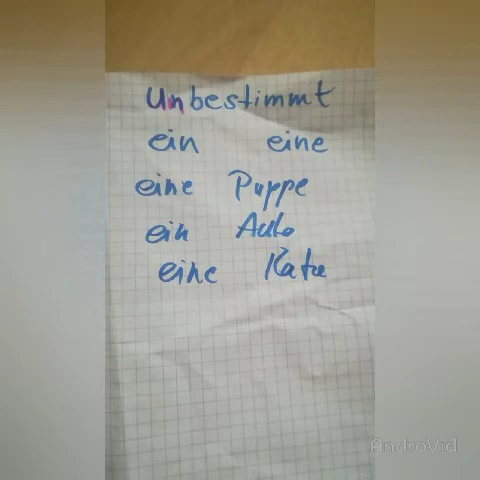 Unbestimmt
ein eine
eine Puppe
ein Auto
eine Katze
AndroVid